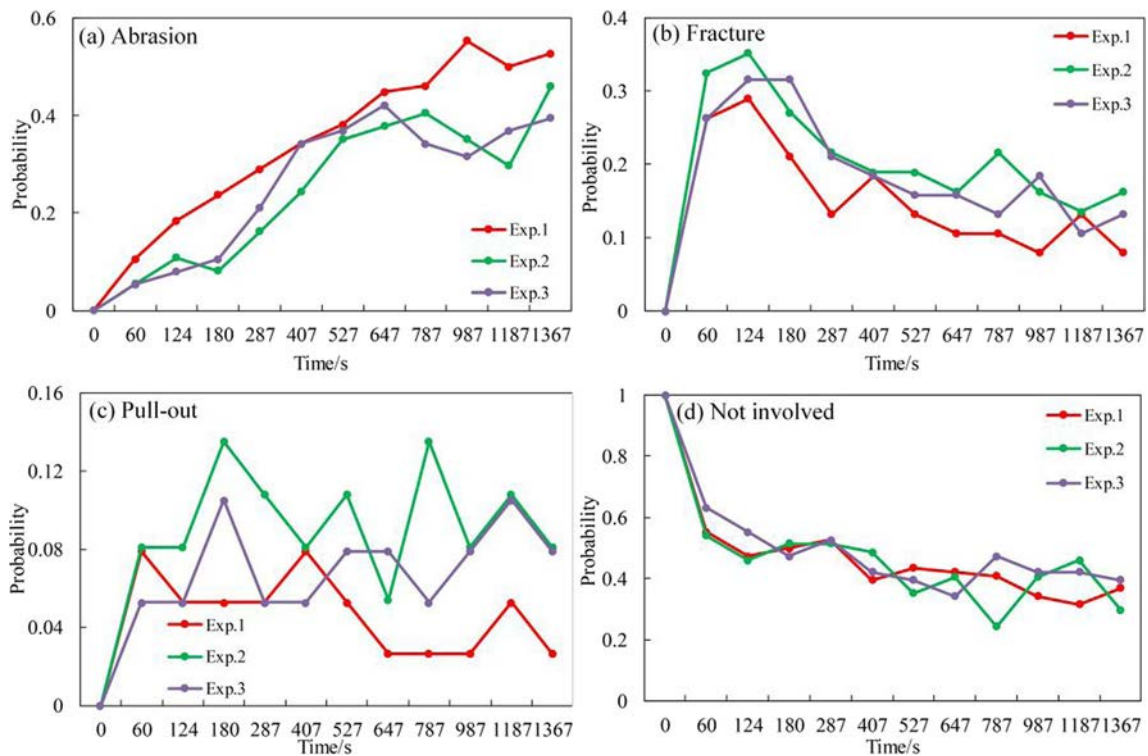 (a) Abrasion
0.6
0.4
0.2
0
Probability
Exp.1
Exp.2
Exp.3
0 60 124 180 287 407 527 647 787 987 1187 1367
Time/s
(b) Fracture
0.4
0.3
0.2
0.1
0
Probability
Exp.1
Exp.2
Exp.3
0 60 124 180 287 407 527 647 787 987 1187 1367
Time/s
(c) Pull-out
0.16
0.12
0.08
0.04
0
Probability
Exp.1
Exp.2
Exp.3
0 60 124 180 287 407 527 647 787 987 1187 1367
Time/s
(d) Not involved
1
0.8
0.6
0.4
0.2
0
Probability
Exp.1
Exp.2
Exp.3
0 60 124 180 287 407 527 647 787 987 1187 1367
Time/s